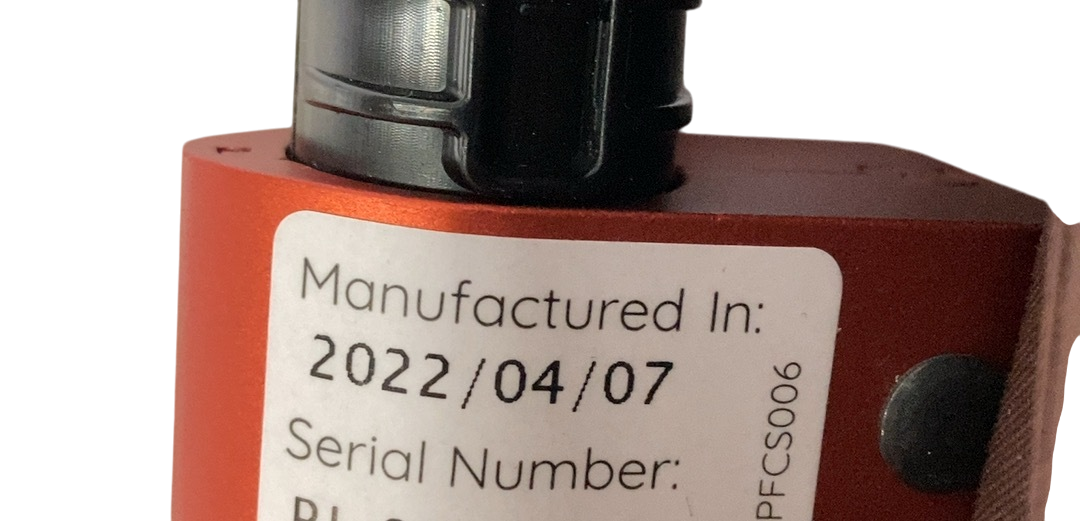 Manufactured In:
2022/04/07
Serial Number:
PFCS006